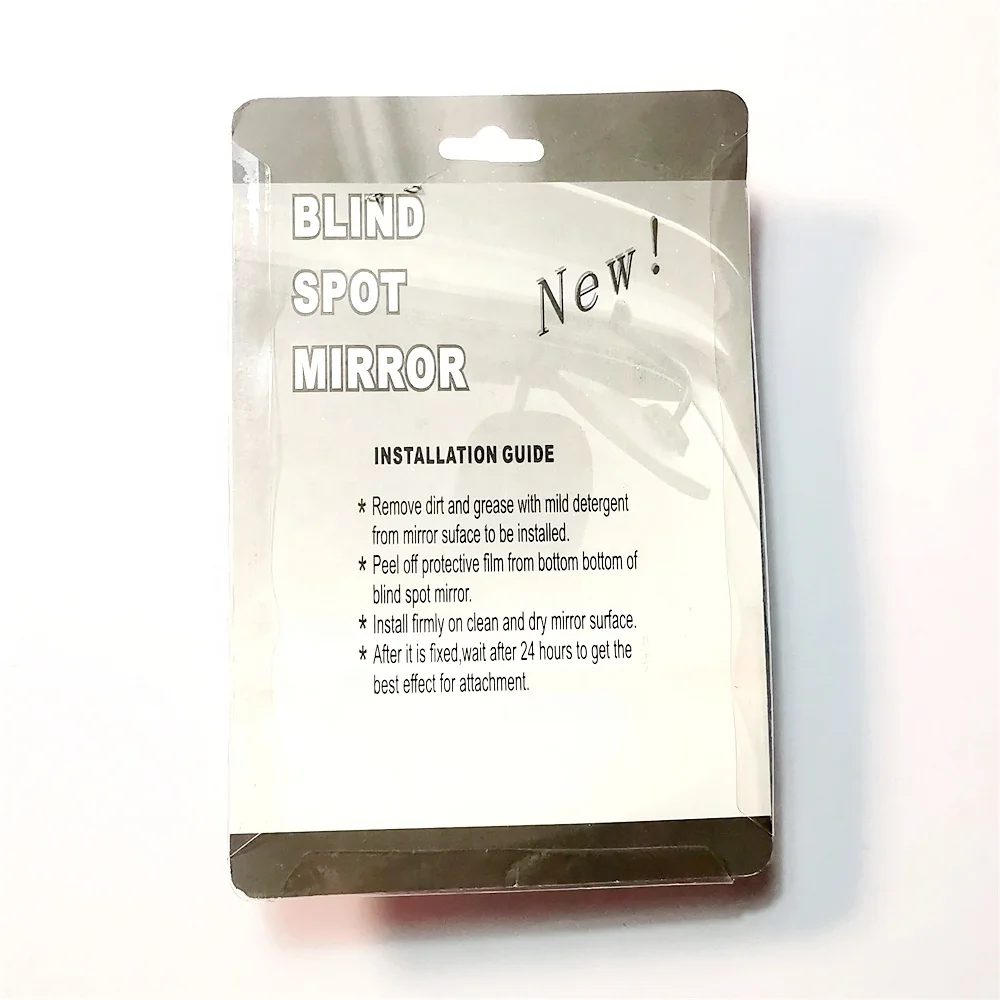 BLIND
SPOT
MIRROR
New!
INSTALLATION GUIDE
* Remove dirt and grease with mild detergent
from mirror suface to be installed.
* Peel off protective film from bottom bottom of
blind spot mirror.
* Install firmly on clean and dry mirror surface.
* After it is fixed,wait after 24 hours to get the
best effect for attachment.